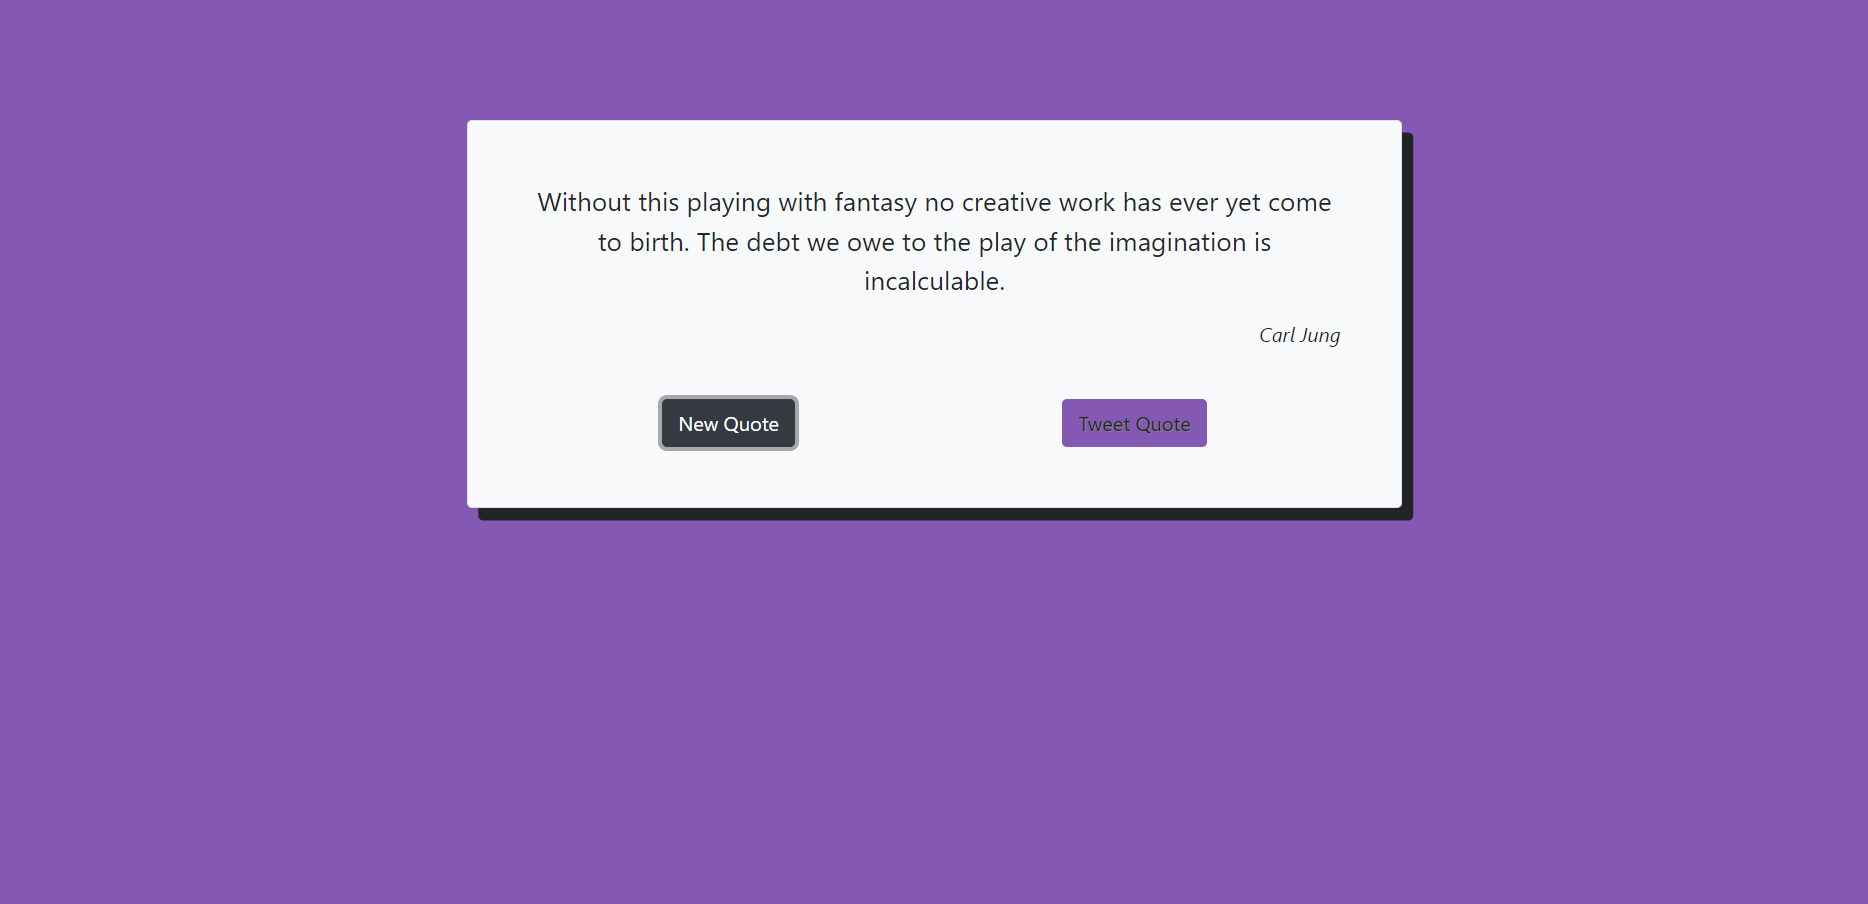 Without this playing with fantasy no creative work has ever yet come
to birth. The debt we owe to the play of the imagination is
incalculable.
Carl Jung
New Quote
Tweet Quote